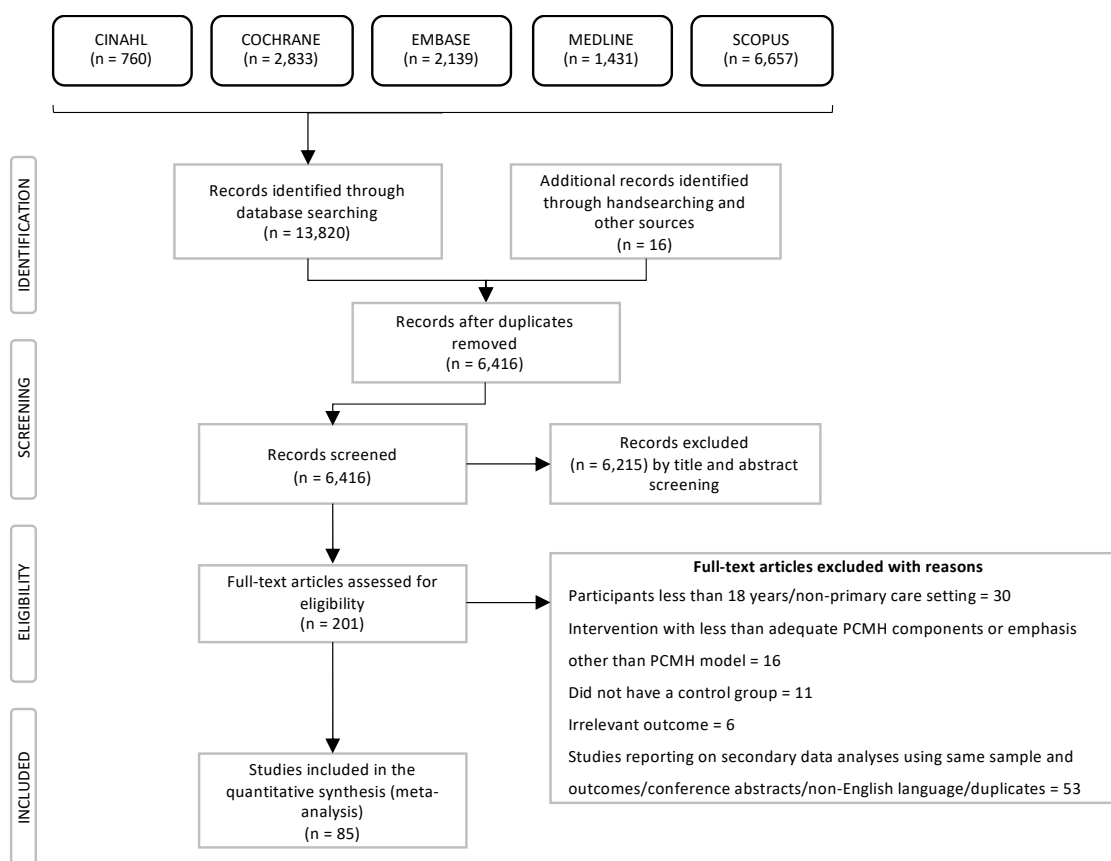 CINAHL
(n = 760)
COCHRANE
(n = 2,833)
EMBASE
(n = 2,139)
MEDLINE
(n = 1,431)
SCOPUS
(n = 6,657)
IDENTIFICATION
Records identified through
database searching
(n = 13,820)
Additional records identified
through handsearching and
other sources
(n = 16)
Records after duplicates
removed
(n = 6,416)
SCREENING
Records screened
(n = 6,416)
Records excluded
(n = 6,215) by title and abstract
screening
ELIGIBILITY
Full-text articles assessed for
eligibility
(n = 201)
Full-text articles excluded with reasons
Participants less than 18 years/non-primary care setting = 30
Intervention with less than adequate PCMH components or emphasis
other than PCMH model = 16
Did not have a control group = 11
Irrelevant outcome = 6
Studies reporting on secondary data analyses using same sample and
outcomes/conference abstracts/non-English language/duplicates = 53
INCLUDED
Studies included in the
quantitative synthesis (meta-
analysis)
(n = 85)